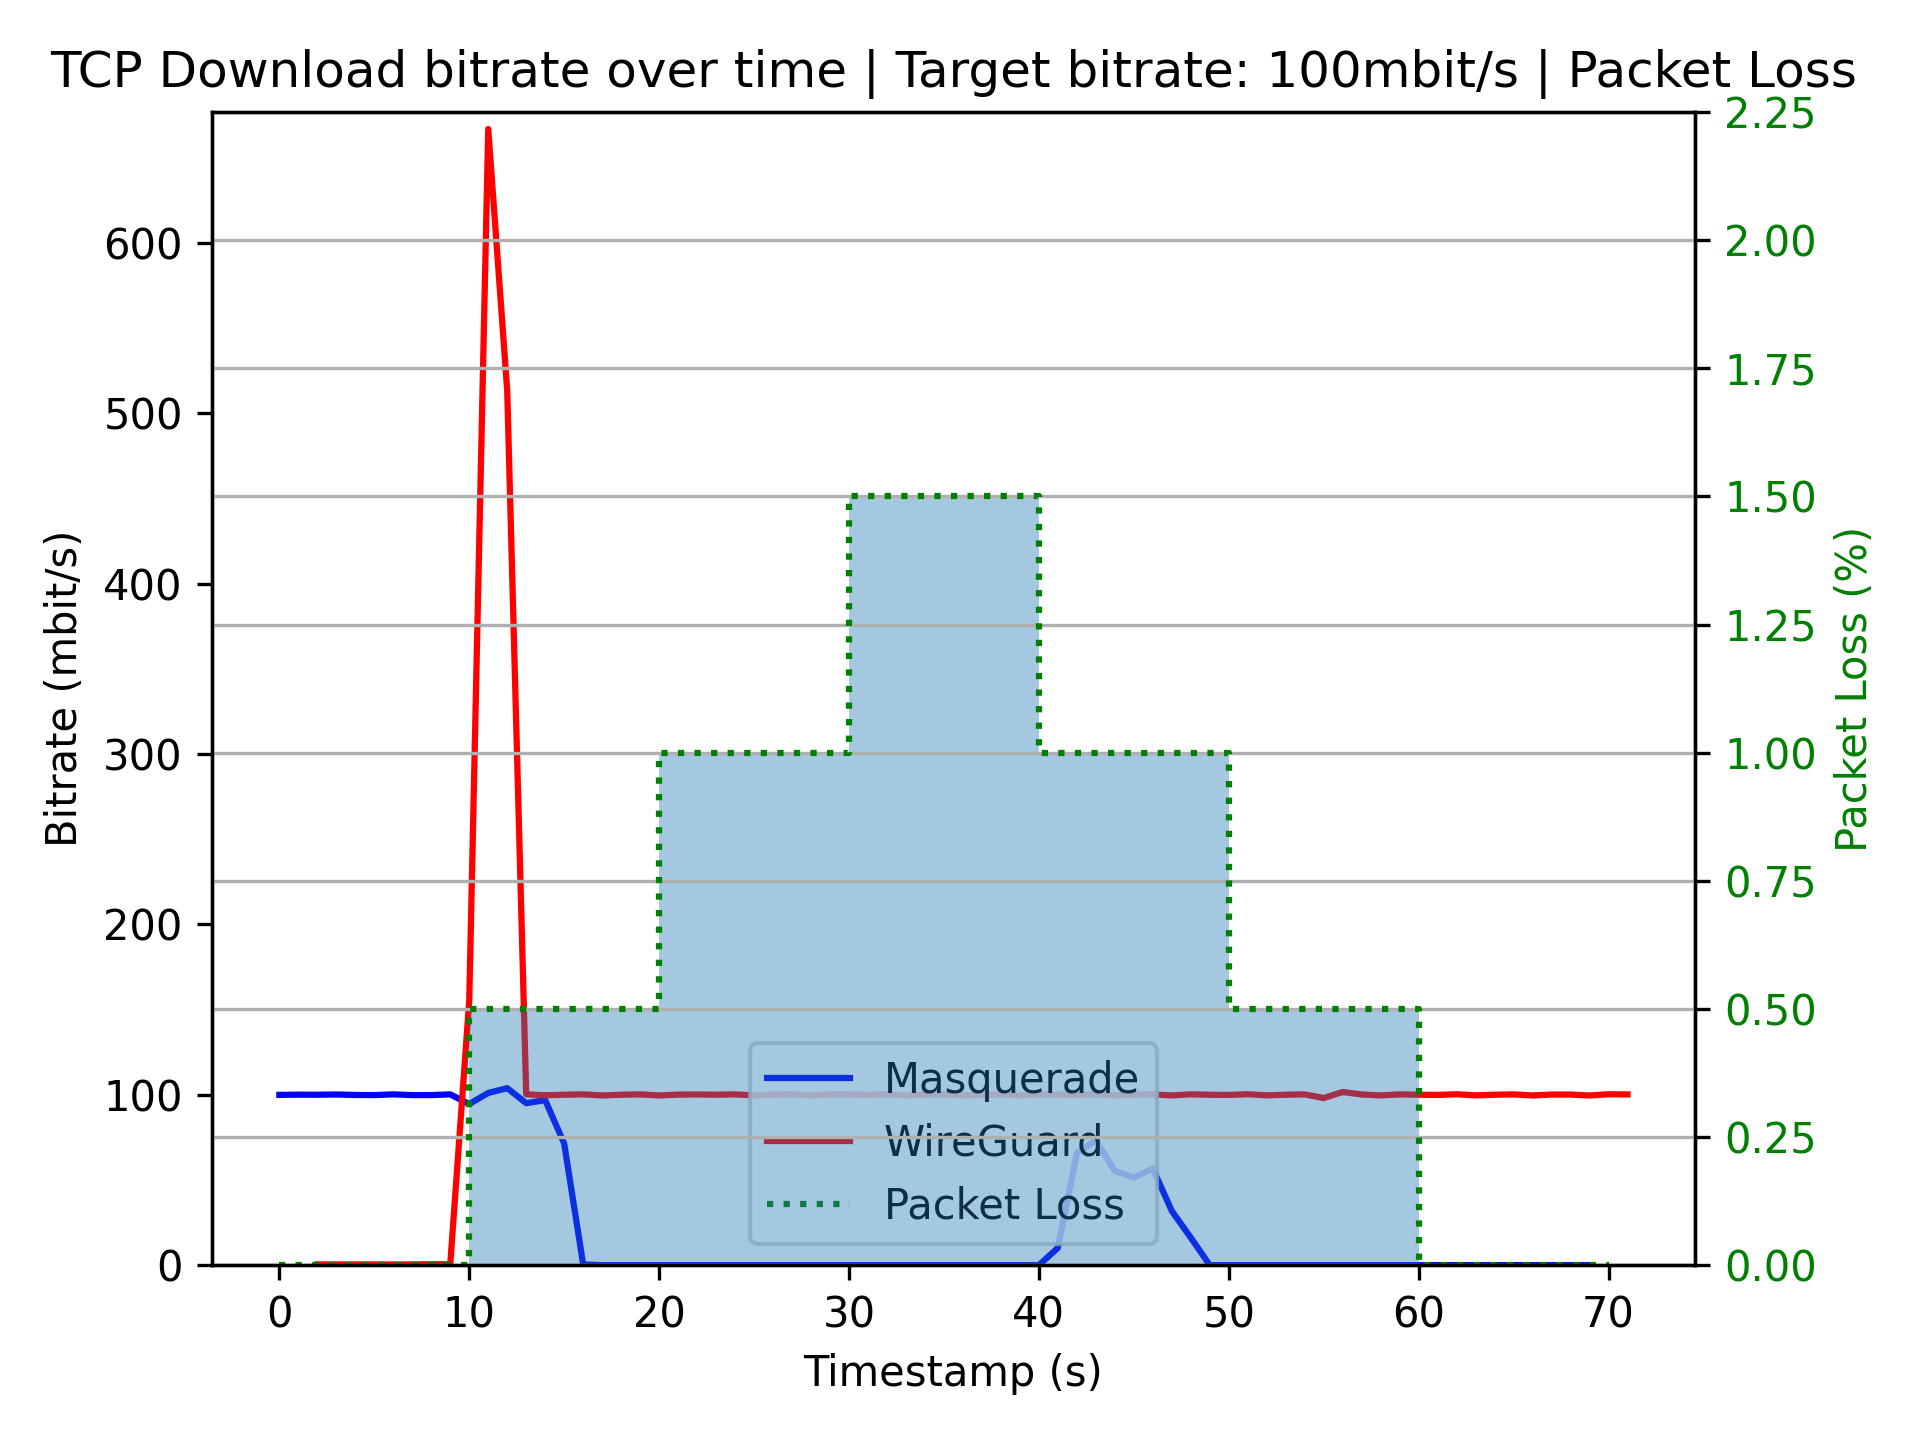 TCP Download bitrate over time | Target bitrate: 100mbit/s | Packet Loss
Bitrate (mbit/s)
600
500
400
300
200
100
0
2.25
2.00
1.75
1.50
1.25
1.00
0.75
0.50
0.25
0.00
Packet Loss (%)
Masquerade
WireGuard
Packet Loss
0 10 20 30 40 50 60 70
Timestamp (s)